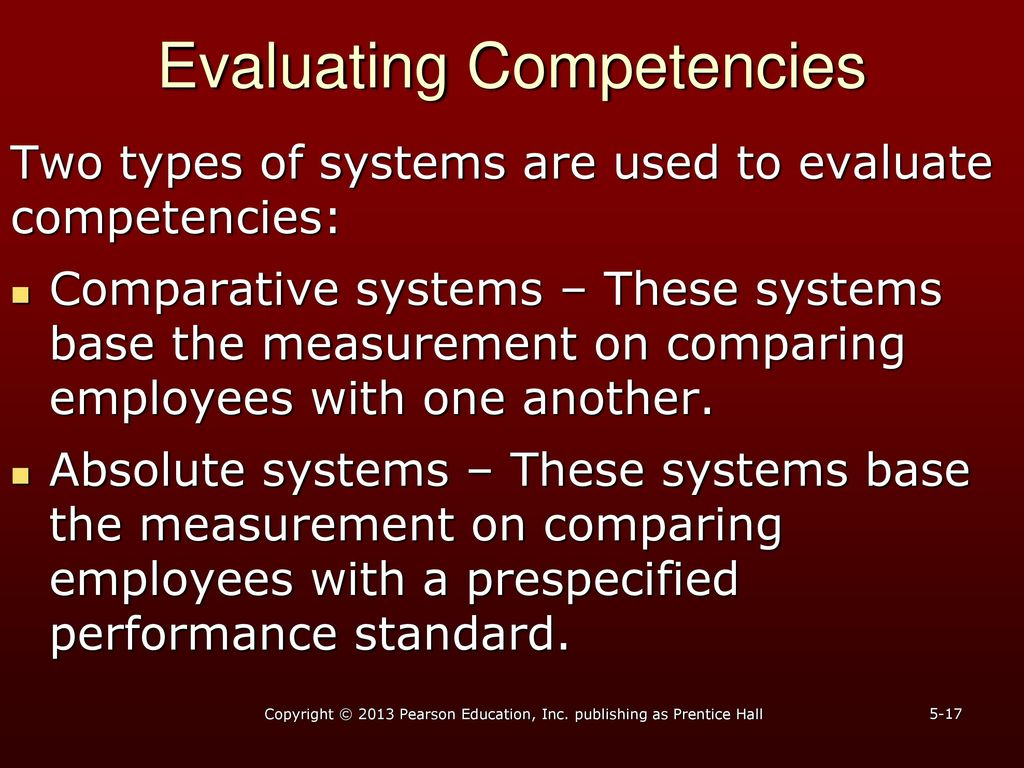 Evaluating Competencies
Two types of systems are used to evaluate
competencies:
Comparative systems – These systems
base the measurement on comparing
employees with one another.
Absolute systems – These systems base
the measurement on comparing
employees with a prespecified
performance standard.
Copyright © 2013 Pearson Education, Inc. publishing as Prentice Hall
5-17